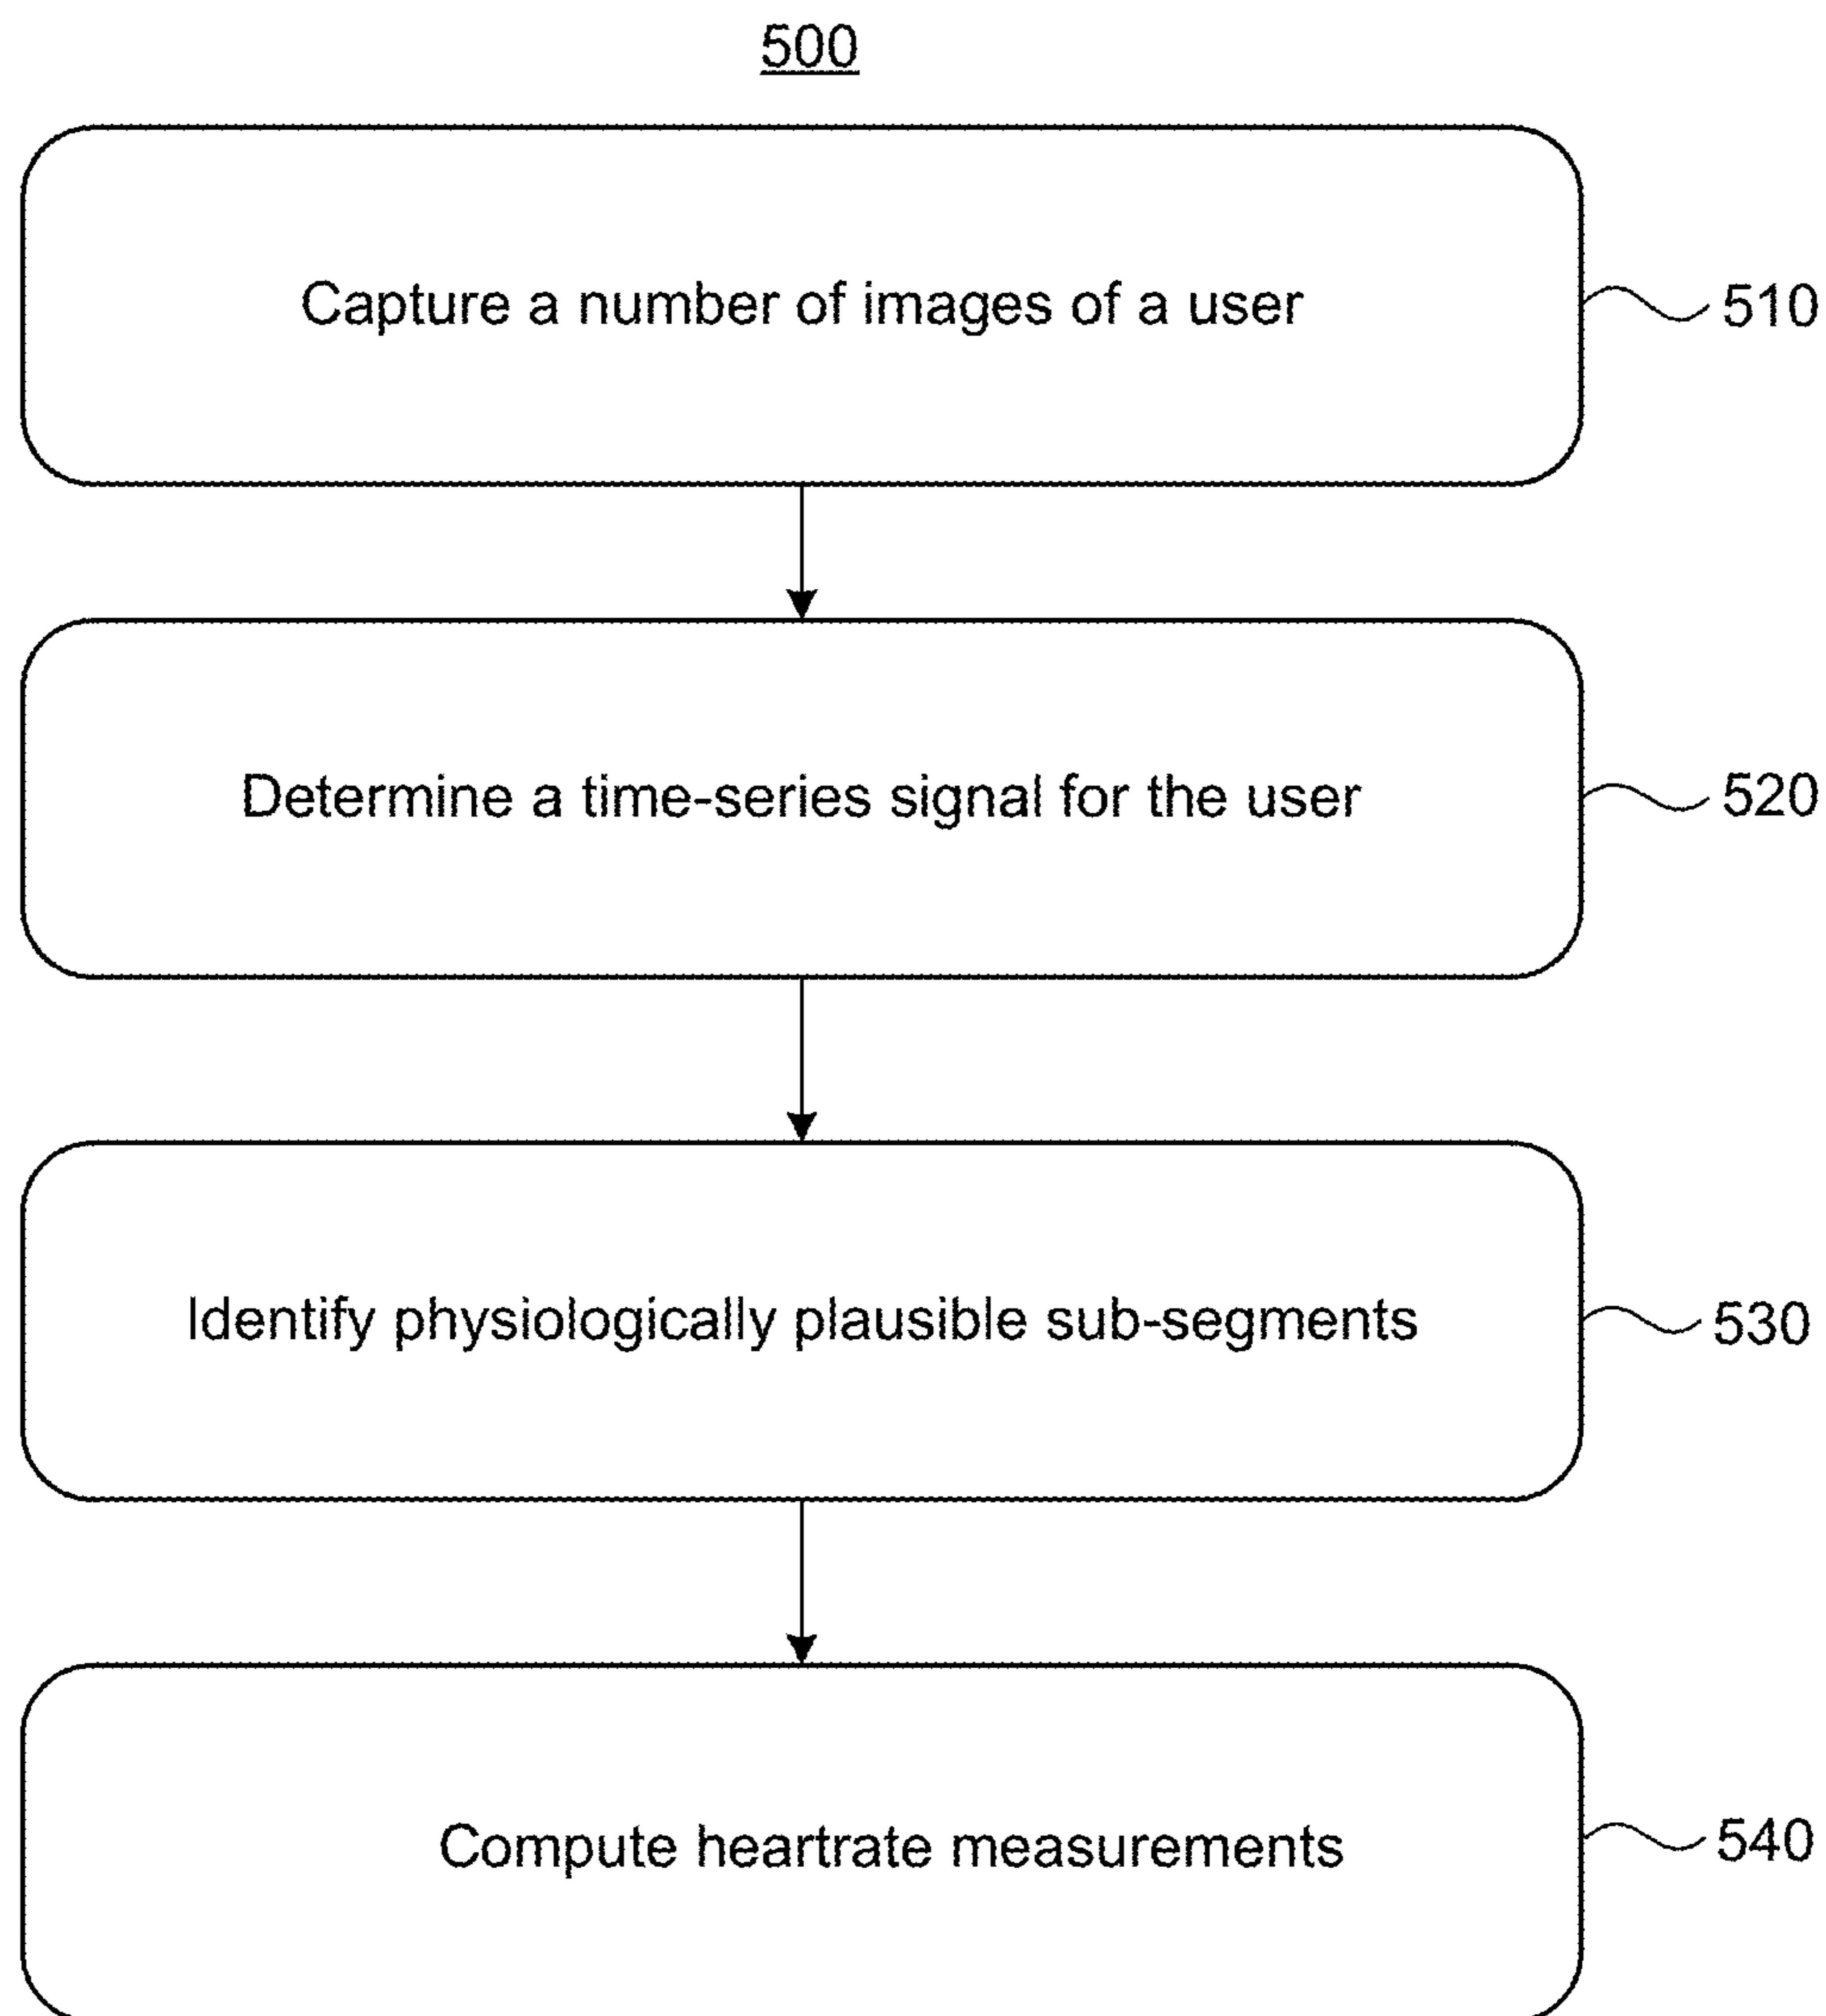 500
Capture a number of images of a user
510
Determine a time-series signal for the user
520
Identify physiologically plausible sub-segments
530
Compute heartrate measurements
540